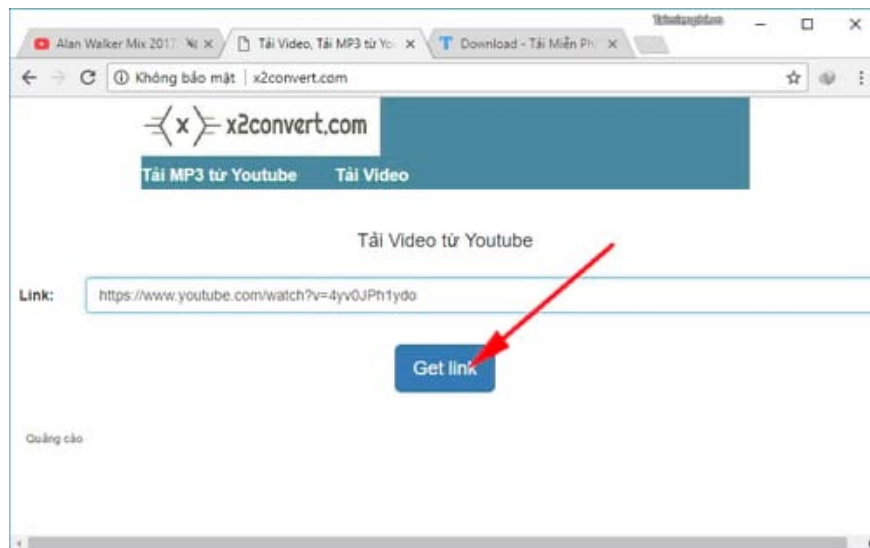 Alan Walker Mix 2017
Tải Video, Tải MP3 từ Yo
Download - Tải Miễn Ph
Không bảo mật | x2convert.com
x x2convert.com
Tải MP3 từ Youtube Tải Video
Tải Video từ Youtube
Link: https://www.youtube.com/watch?v=4yv0JPh1ydo
Get link
Quảng cáo